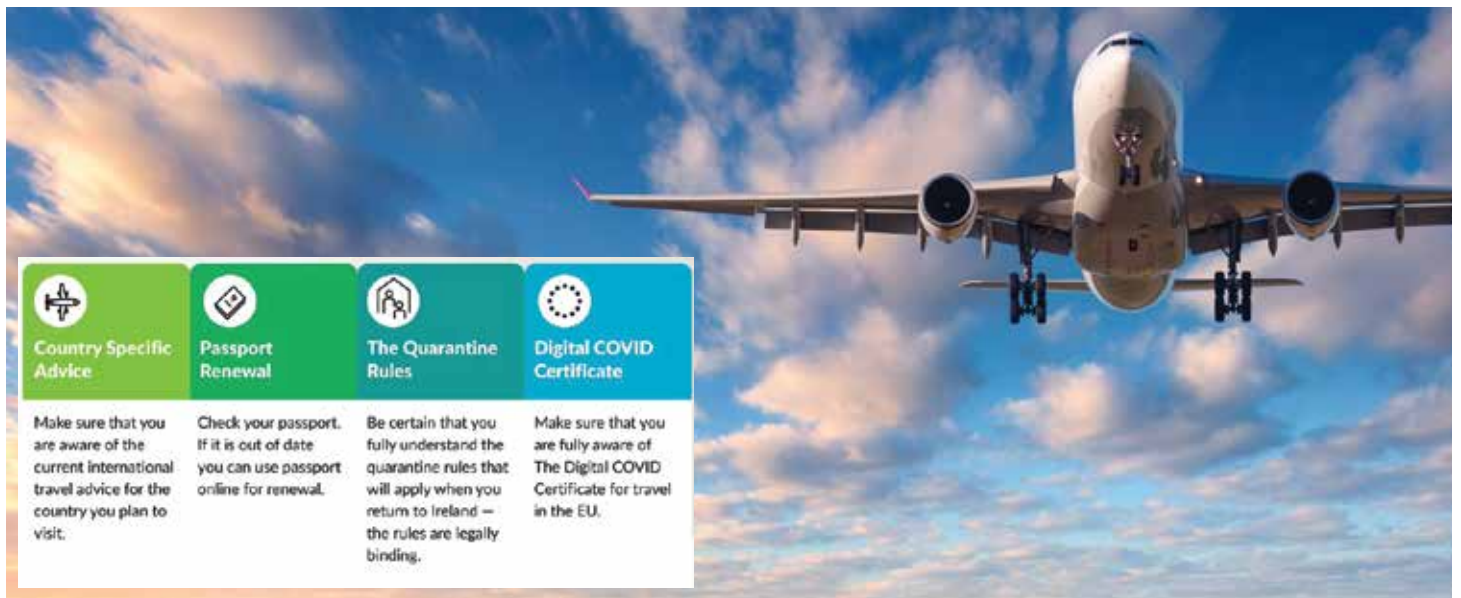 Country Specific
Advice
Make sure that you
are aware of the
current international
travel advice for the
country you plan to
visit.
Passport
Renewal
Check your passport.
If it is out of date
you can use passport
online for renewal.
The Quarantine
Rules
Be certain that you
fully understand the
quarantine rules that
will apply when you
return to Ireland —
the rules are legally
binding.
Digital COVID
Certificate
Make sure that you
are fully aware of
The Digital COVID
Certificate for travel
in the EU.